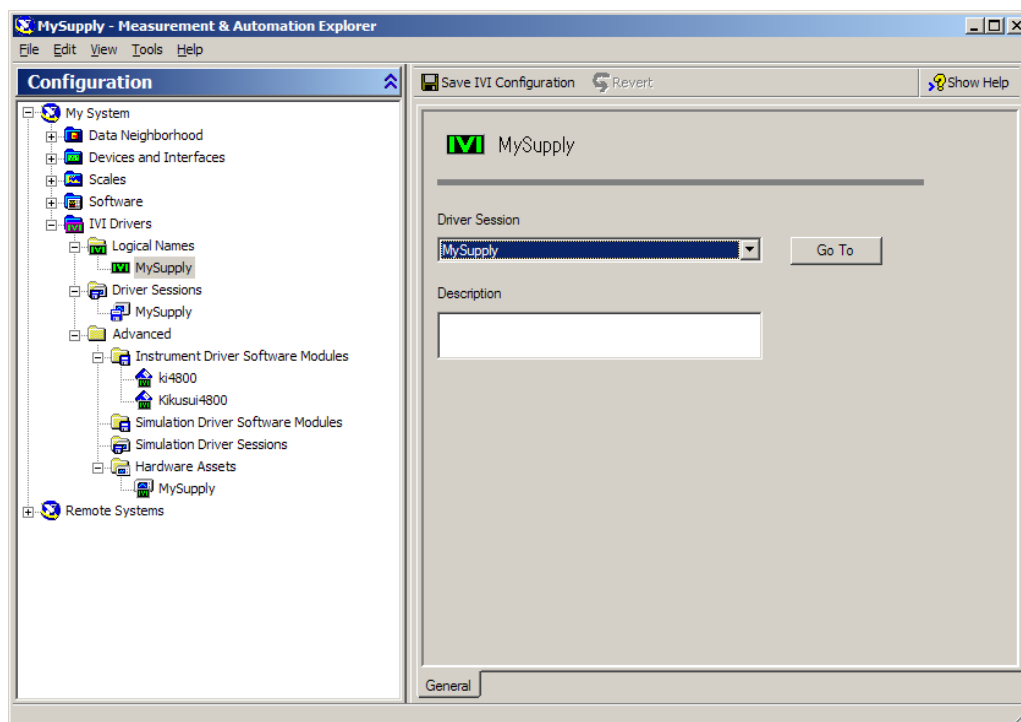 MySupply - Measurement & Automation Explorer
File Edit View Tools Help
Configuration
Save IVI Configuration Revert Show Help
My System
Data Neighborhood
Devices and Interfaces
Scales
Software
IVI Drivers
Logical Names
IVI MySupply
Driver Sessions
MySupply
Advanced
Instrument Driver Software Modules
ki4800
Kikusui4800
Simulation Driver Software Modules
Simulation Driver Sessions
Hardware Assets
MySupply
Remote Systems
IVI MySupply
Driver Session
MySupply Go To
Description
General